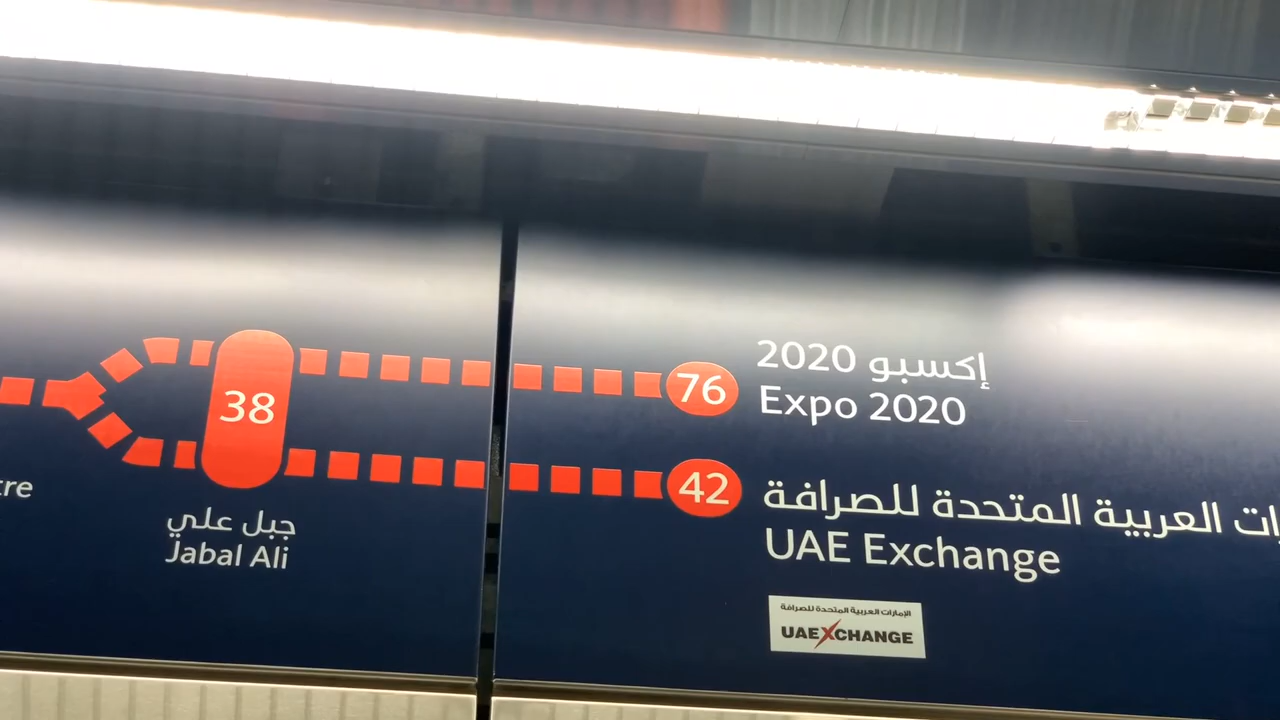 38
جبل علي
Jabal Ali
76
إكسبو 2020
Expo 2020
42
العربية المتحدة للصرافة
UAE Exchange
الإمارات العربية المتحدة للصرافة
UAEXCHANGE